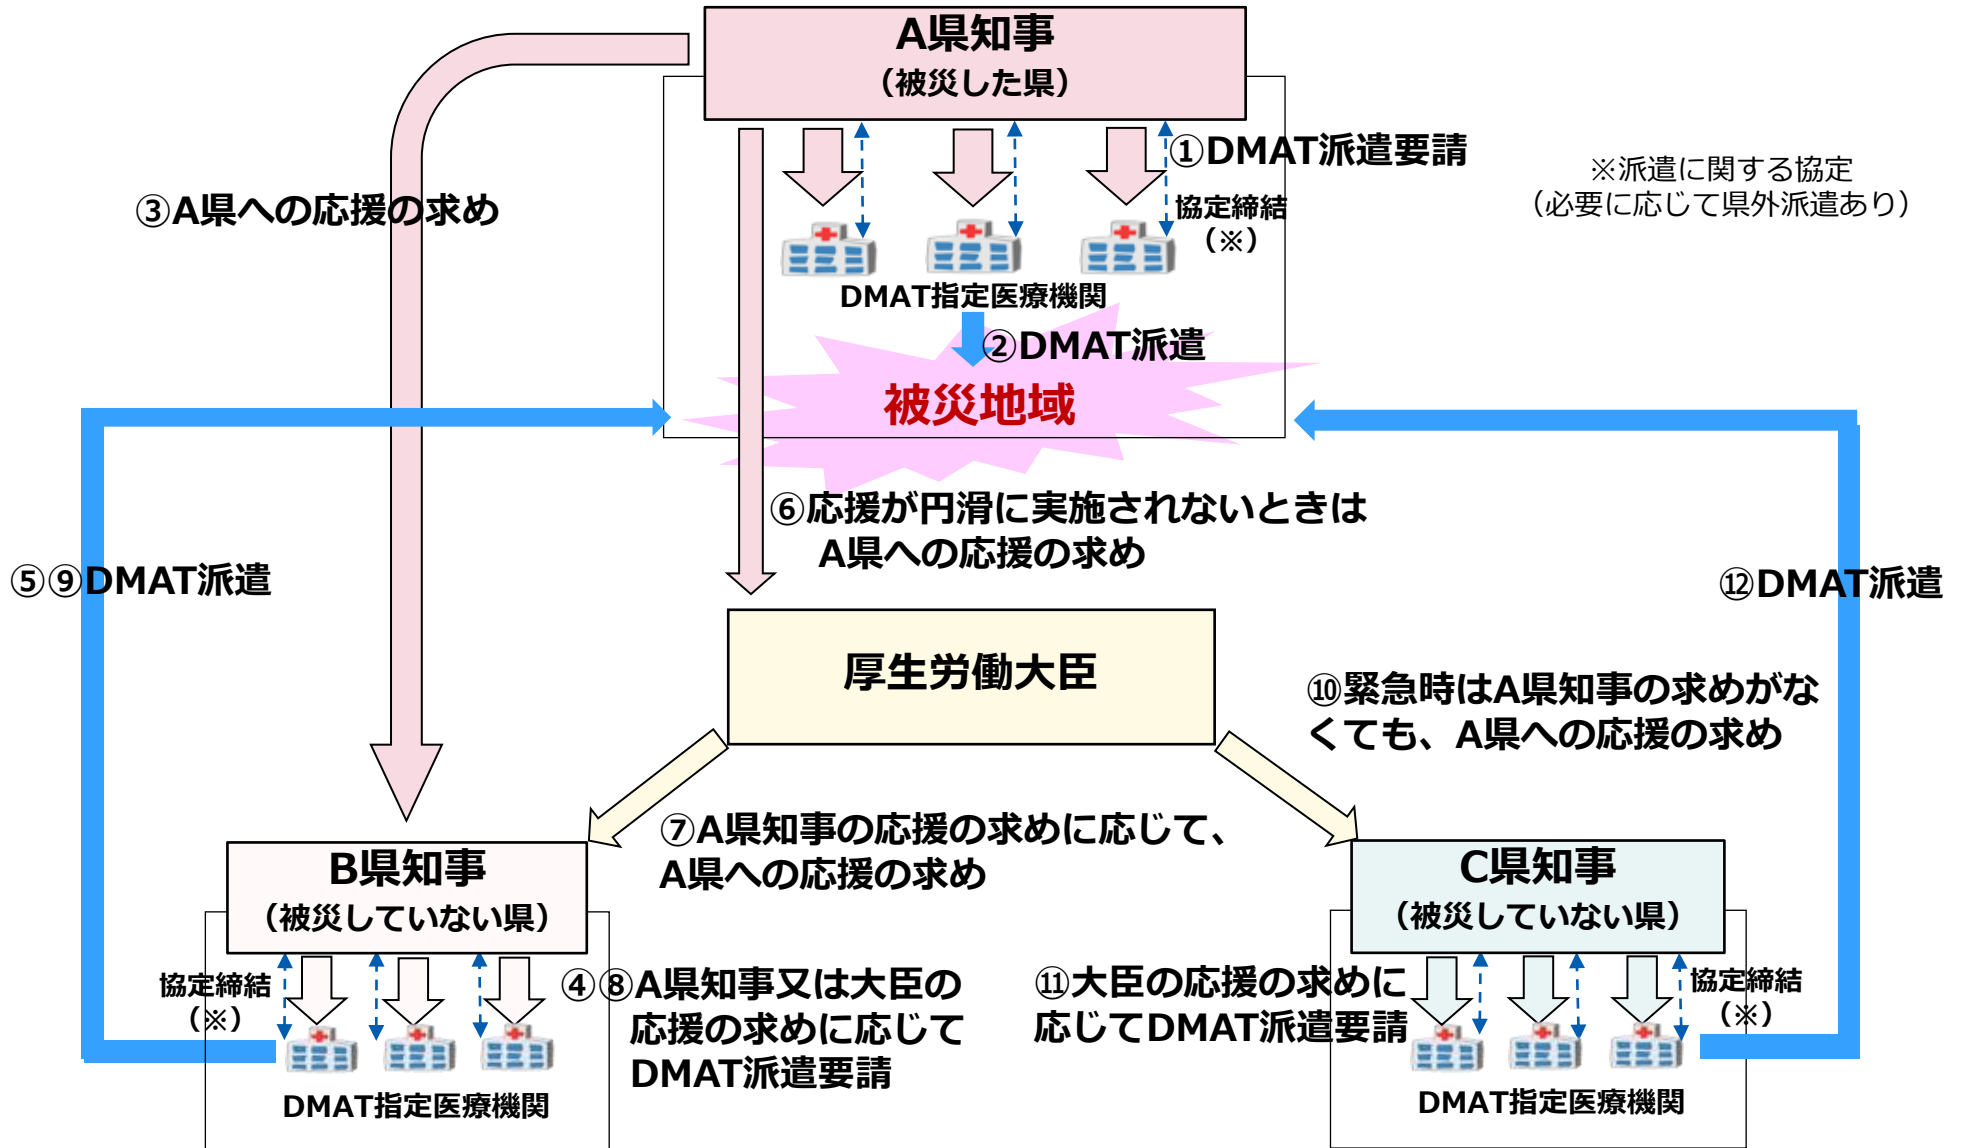 A県知事
（被災した県）
①DMAT派遣要請
※派遣に関する協定
（必要に応じて県外派遣あり）
③A県への応援の求め
協定締結
（※）
DMAT指定医療機関
②DMAT派遣
被災地域
⑥応援が円滑に実施されないときは
A県への応援の求め
⑤⑨DMAT派遣
⑫DMAT派遣
厚生労働大臣
⑩緊急時はA県知事の求めがな
くても、A県への応援の求め
⑦A県知事の応援の求めに応じて、
A県への応援の求め
B県知事
（被災していない県）
C県知事
（被災していない県）
協定締結
（※）
④⑧A県知事又は大臣の
応援の求めに応じて
DMAT派遣要請
⑪大臣の応援の求めに
応じてDMAT派遣要請
協定締結
（※）
DMAT指定医療機関
DMAT指定医療機関